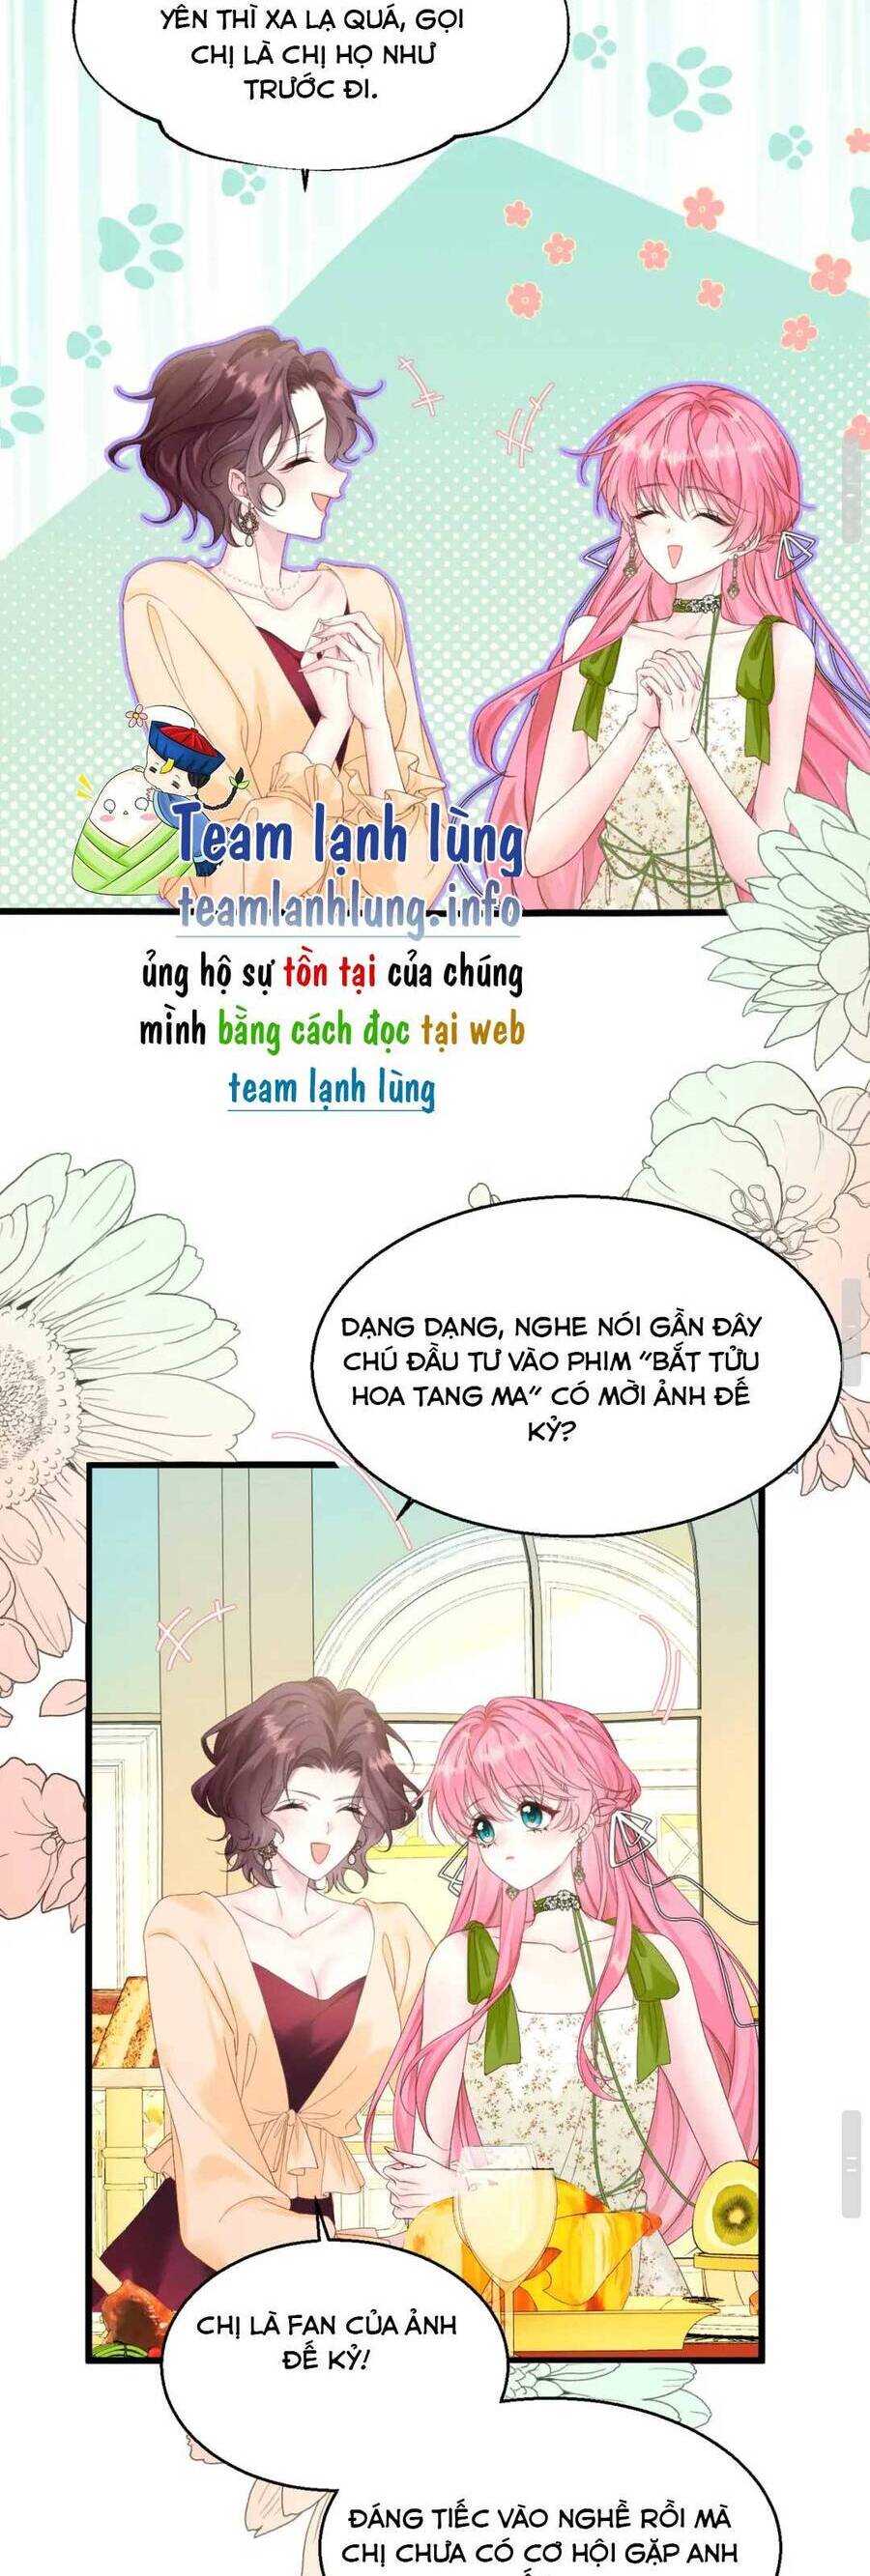 YÊN THÌ XA LẠ QUÁ, GỌI
CHỊ LÀ CHỊ HỌ NHƯ
TRƯỚC ĐI.
Team lạnh lùng
teamlanhlung.info
ủng hộ sự tồn tại của chúng
mình bằng cách đọc tại web
team lạnh lùng
DẠNG DẠNG, NGHE NÓI GẦN ĐÂY
CHÚ ĐẦU TƯ VÀO PHIM "BẮT TỬU
HOA TANG MA" CÓ MỜI ẢNH ĐẾ
KỶ?
CHỊ LÀ FAN CỦA ẢNH
ĐẾ KỶ!
ĐÁNG TIẾC VÀO NGHỀ RỒI MÀ
CHỊ CHƯA CÓ CƠ HỘI GẶP ANH